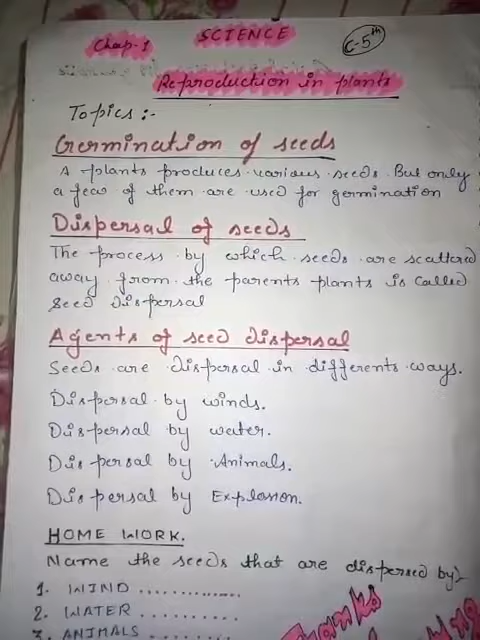 Chap-1
SCIENCE
C-5th
Reproduction in plants
Topics:-
Germination of seeds
A plants produces various seeds. But only
a few of them are used for germination
Dispersal of seeds
The process by which seeds are scattered
away from the parents plants is called
seed Dispersal
Agents of seed dispersal
Seeds are dispersal in differents ways.
Dispersal by winds.
Dispersal by water.
Dispersal by Animals.
Dispersal by Explosion.
HOME WORK.
Name the seeds that are dispersed by:-
1. WIND ..............
2. WATER ..........
3. ANIMALS
Thanks